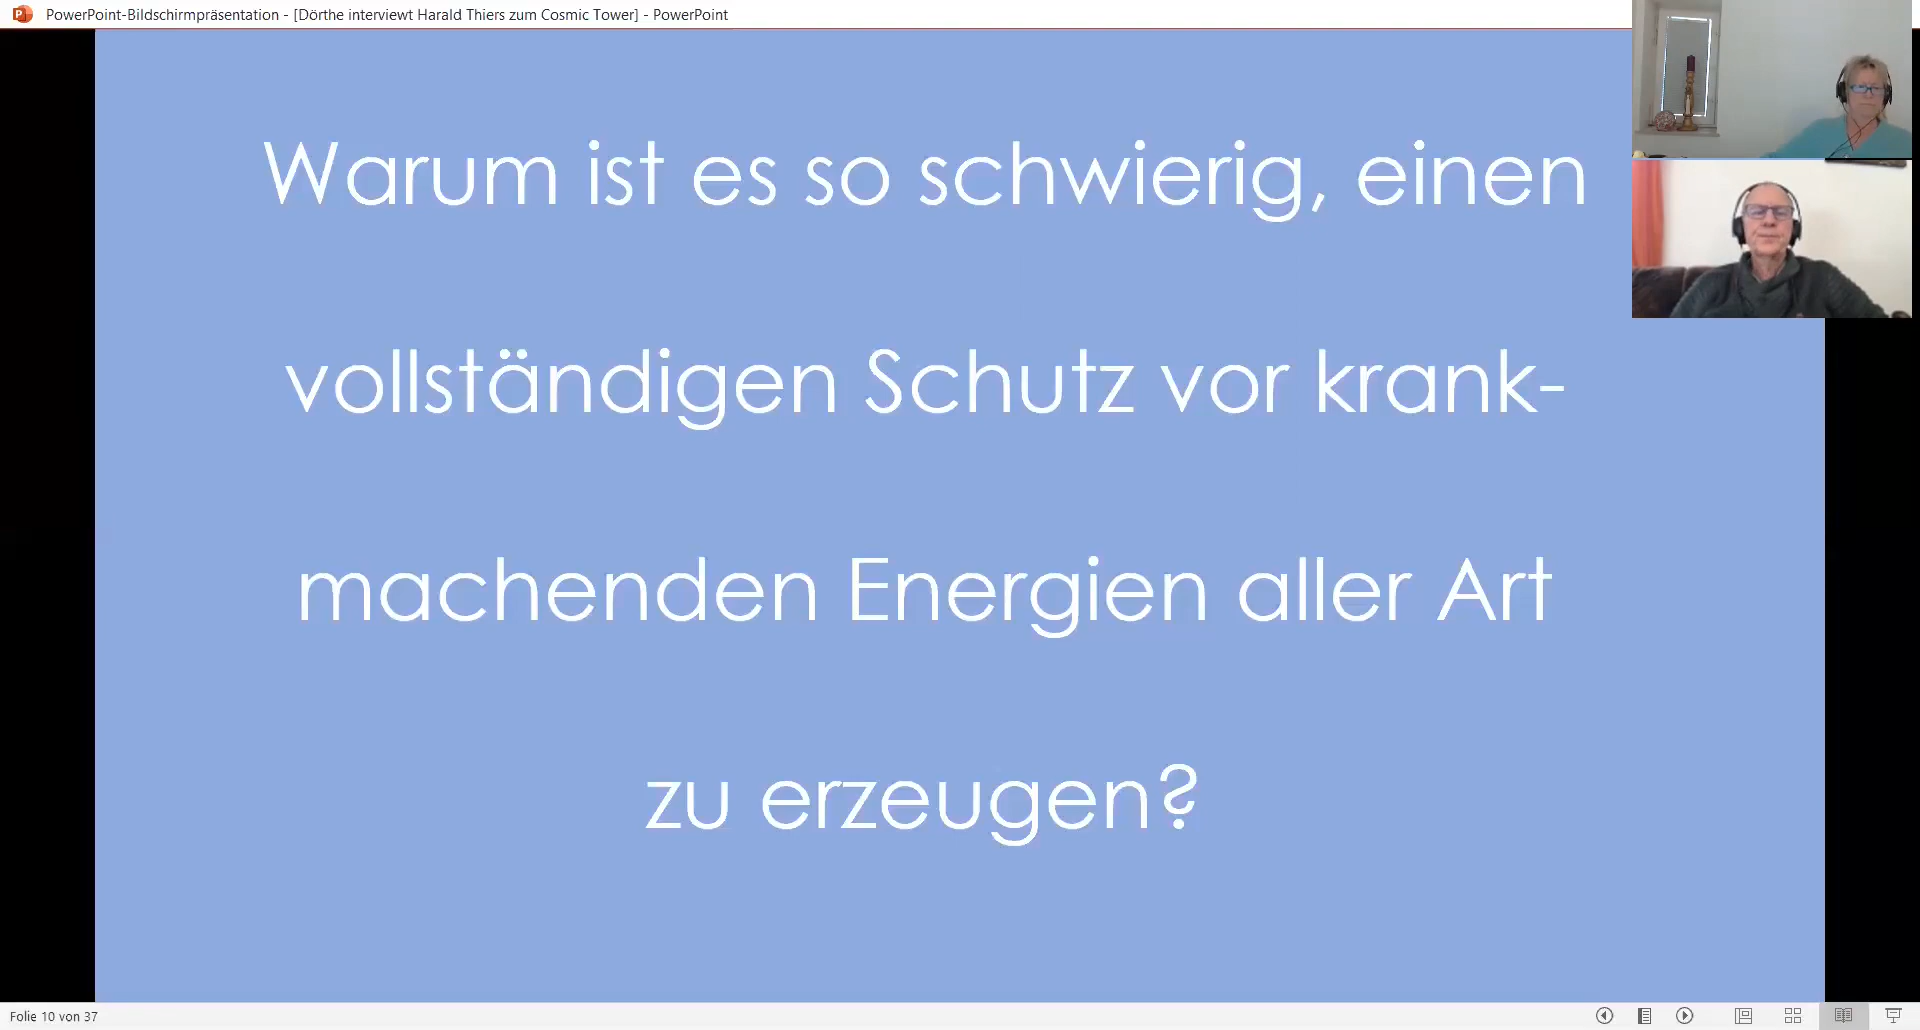 PowerPoint-Bildschirmpräsentation - [Dörthe interviewt Harald Thiers zum Cosmic Tower] - PowerPoint
Warum ist es so schwierig, einen
vollständigen Schutz vor krank-
machenden Energien aller Art
zu erzeugen?
Folie 10 von 37